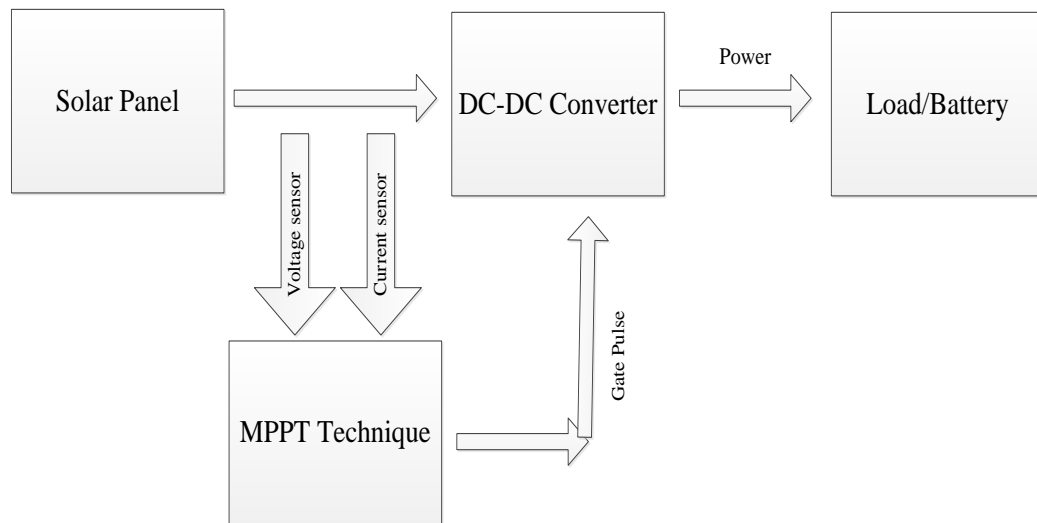 Solar Panel
DC-DC Converter
Power
Load/Battery
Voltage sensor
Current sensor
MPPT Technique
Gate Pulse